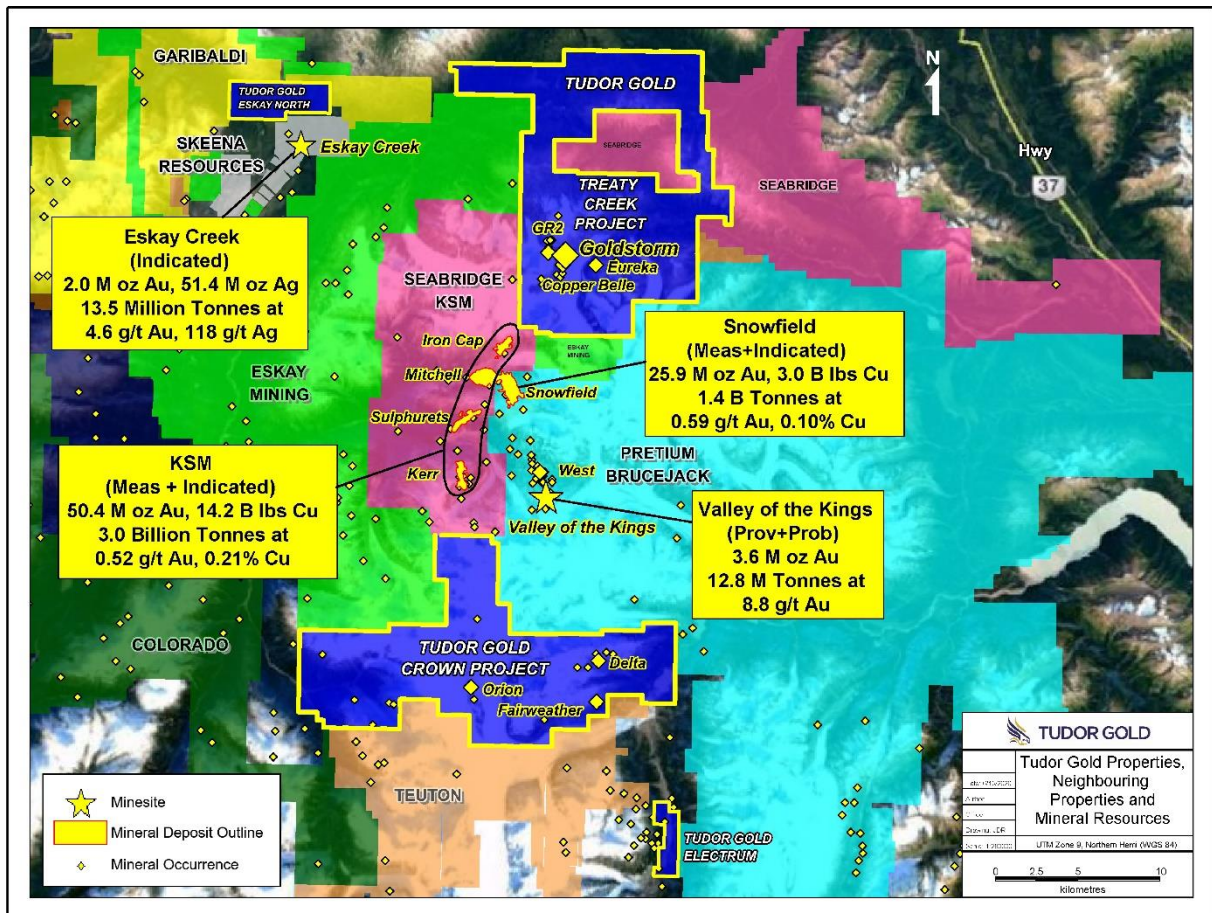 GARIBALDI
TUDOR GOLD
ESKAY NORTH
SKEENA
RESOURCES
Eskay Creek
TUDOR GOLD
SEABRIDGE
TREATY
CREEK
PROJECT
SEABRIDGE
N
Hwy
37
GR2
Goldstorm
Eureka
Copper Belle
Eskay Creek
(Indicated)
2.0 M oz Au, 51.4 M oz Ag
13.5 Million Tonnes at
4.6 g/t Au, 118 g/t Ag
SEABRIDGE
KSM
Iron Cap
Mitchell
Sulphurets
Kerr
ESKAY
MINING
Snowfield
Snowfield
(Meas+Indicated)
25.9 M oz Au, 3.0 B lbs Cu
1.4 B Tonnes at
0.59 g/t Au, 0.10% Cu
ESKAY
MINING
KSM
(Meas + Indicated)
50.4 M oz Au, 14.2 B lbs Cu
3.0 Billion Tonnes at
0.52 g/t Au, 0.21% Cu
PRETIUM
BRUCEJACK
West
Valley of the Kings
Valley of the Kings
(Prov+Prob)
3.6 M oz Au
12.8 M Tonnes at
8.8 g/t Au
COLORADO
TUDOR GOLD
CROWN PROJECT
Delta
Orion
Fairweather
TEUTON
TUDOR GOLD
ELECTRUM
Minesite
Mineral Deposit Outline
Mineral Occurrence
TUDOR GOLD
Tudor Gold Properties,
Neighbouring
Properties and
Mineral Resources
UTM Zone 9, Northern Hemi (WGS 84)
0 2.5 5 10
kilometres